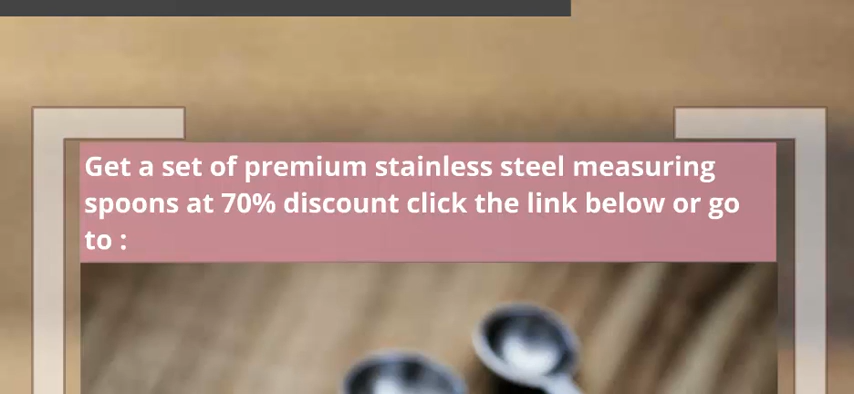 Get a set of premium stainless steel measuring
spoons at 70% discount click the link below or go
to :